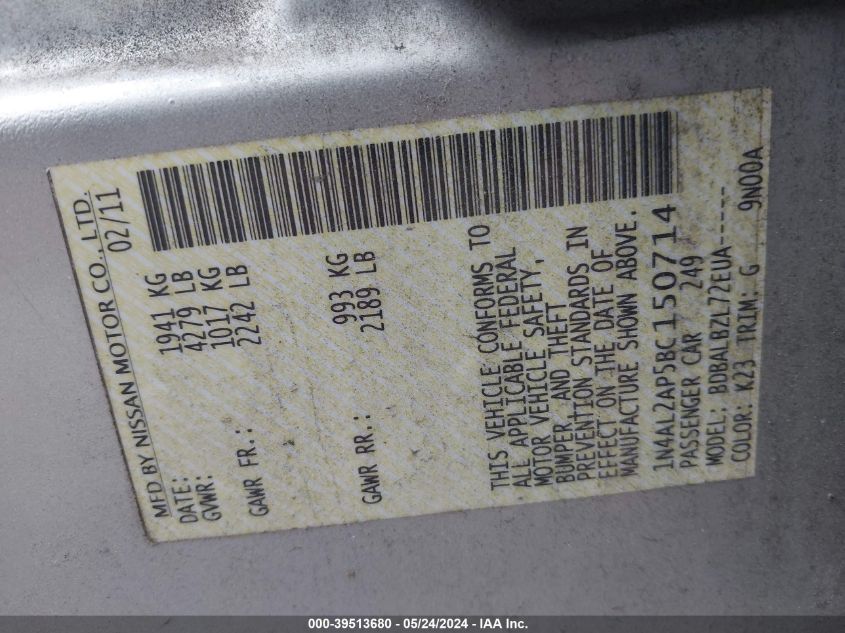 MFD BY NISSAN MOTOR CO., LTD.
DATE: 02/11
GVWR: 1941 KG
4279 LB
GAWR FR.: 1017 KG
2242 LB
GAWR RR.: 993 KG
2189 LB
THIS VEHICLE CONFORMS TO
ALL APPLICABLE FEDERAL
MOTOR VEHICLE SAFETY,
BUMPER AND THEFT
PREVENTION STANDARDS IN
EFFECT ON THE DATE OF
MANUFACTURE SHOWN ABOVE.
1N4AL2AP5BC150714
PASSENGER CAR 249
MODEL: BDBALBZL72EUA-----
COLOR: K23 TRIM: G 9N00A
000-39513680 - 05/24/2024 - IAA Inc.